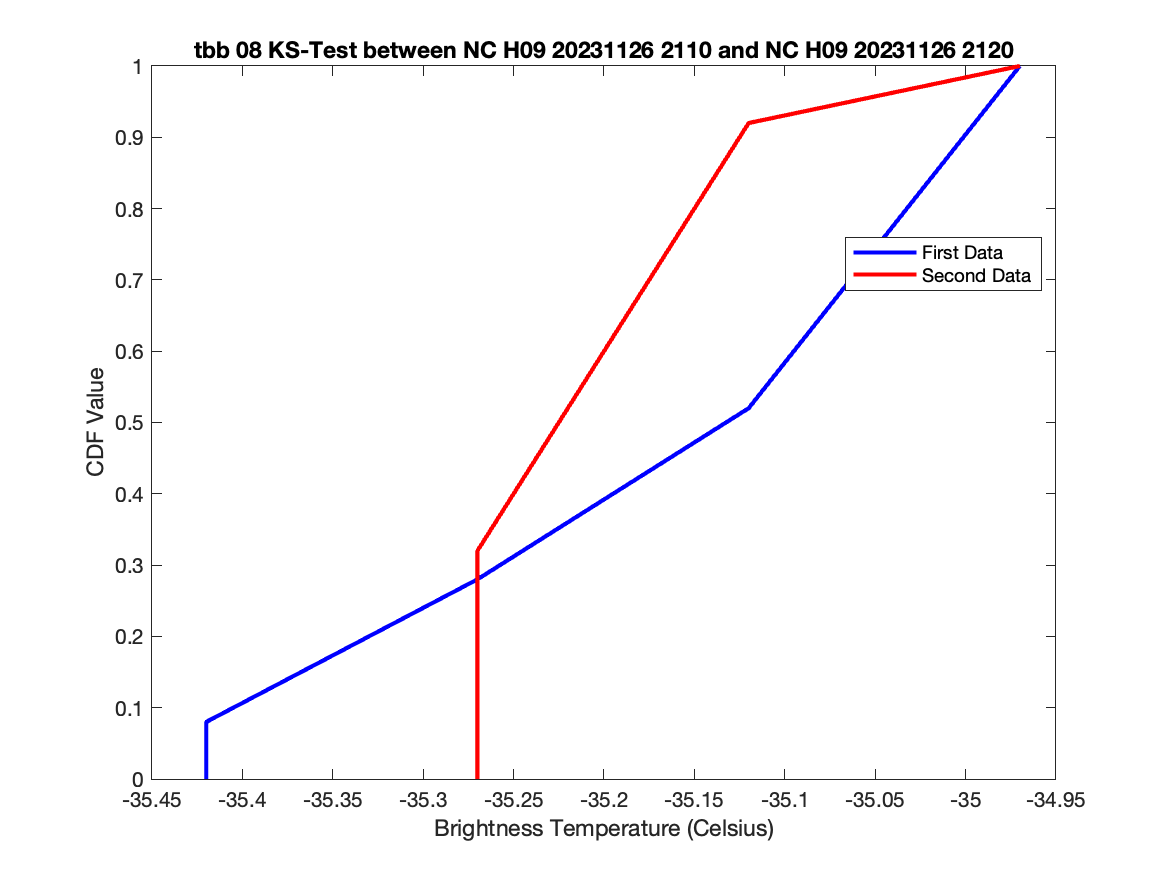 tbb 08 KS-Test between NC H09 20231126 2110 and NC H09 20231126 2120
1
0.9
0.8
0.7
0.6
0.5
0.4
0.3
0.2
0.1
0
CDF Value
First Data
Second Data
-35.45 -35.4 -35.35 -35.3 -35.25 -35.2 -35.15 -35.1 -35.05 -35 -34.95
Brightness Temperature (Celsius)